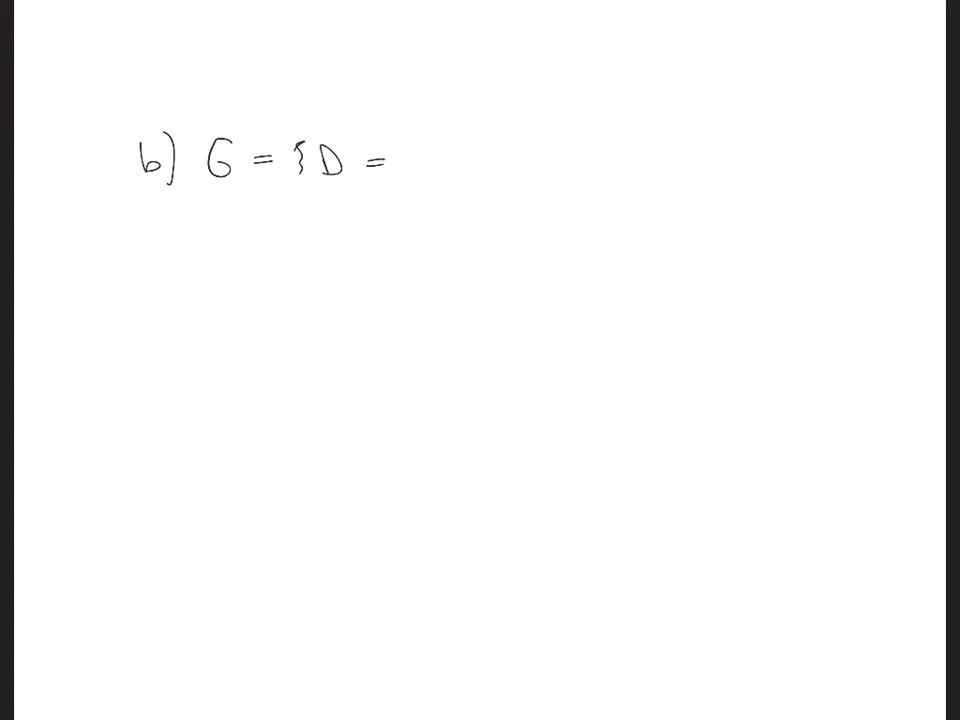 b) G = { D =